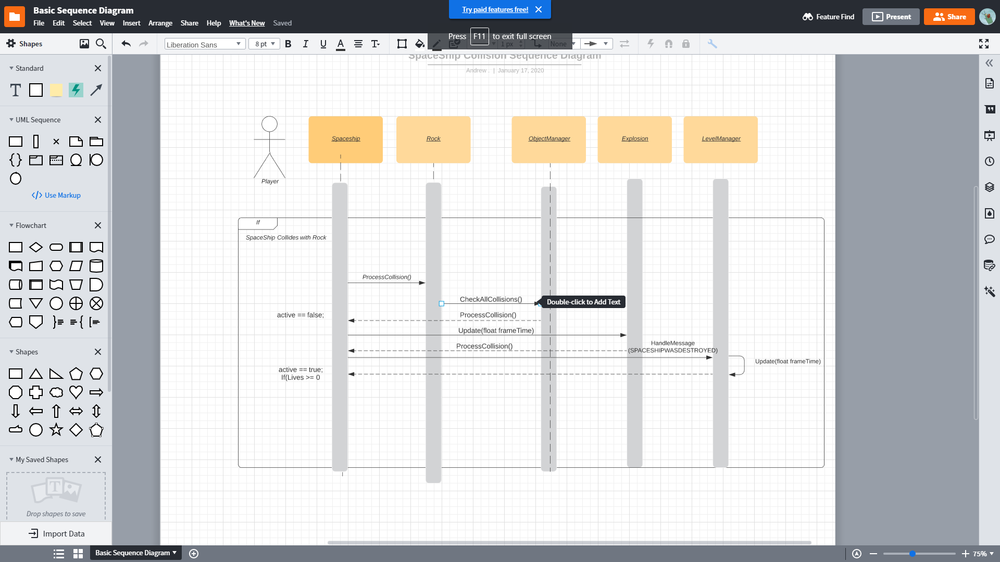 Basic Sequence Diagram
File Edit Select View Insert Arrange Share Help What's New Saved
Try paid features free!
Feature Find
Present
Share
Press F11 to exit full screen
Shapes
Liberation Sans
8 pt
B I U A T
1 px
None
Standard
T
UML Sequence
Use Markup
Flowchart
Shapes
My Saved Shapes
T
Drop shapes to save
Import Data
SpaceShip Collision Sequence Diagram
Andrew . | January 17, 2020
Player
Spaceship
Rock
ObjectManager
Explosion
LevelManager
If
SpaceShip Collides with Rock
ProcessCollision()
CheckAllCollisions()
Double-click to Add Text
active == false;
ProcessCollision()
Update(float frameTime)
ProcessCollision()
HandleMessage
(SPACESHIPWASDESTROYED)
Update(float frameTime)
active == true;
If(Lives >= 0
Basic Sequence Diagram
75%